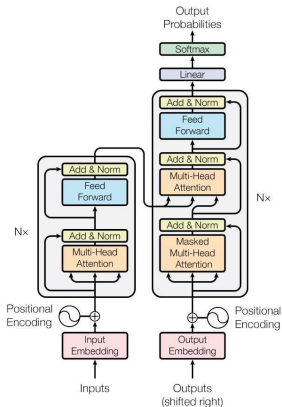 Output
Probabilities
Softmax
Linear
Add & Norm
Feed
Forward
Add & Norm
Multi-Head
Attention
Add & Norm
Masked
Multi-Head
Attention
N×
Add & Norm
Feed
Forward
Add & Norm
Multi-Head
Attention
N×
Positional
Encoding
Positional
Encoding
Input
Embedding
Output
Embedding
Inputs
Outputs
(shifted right)